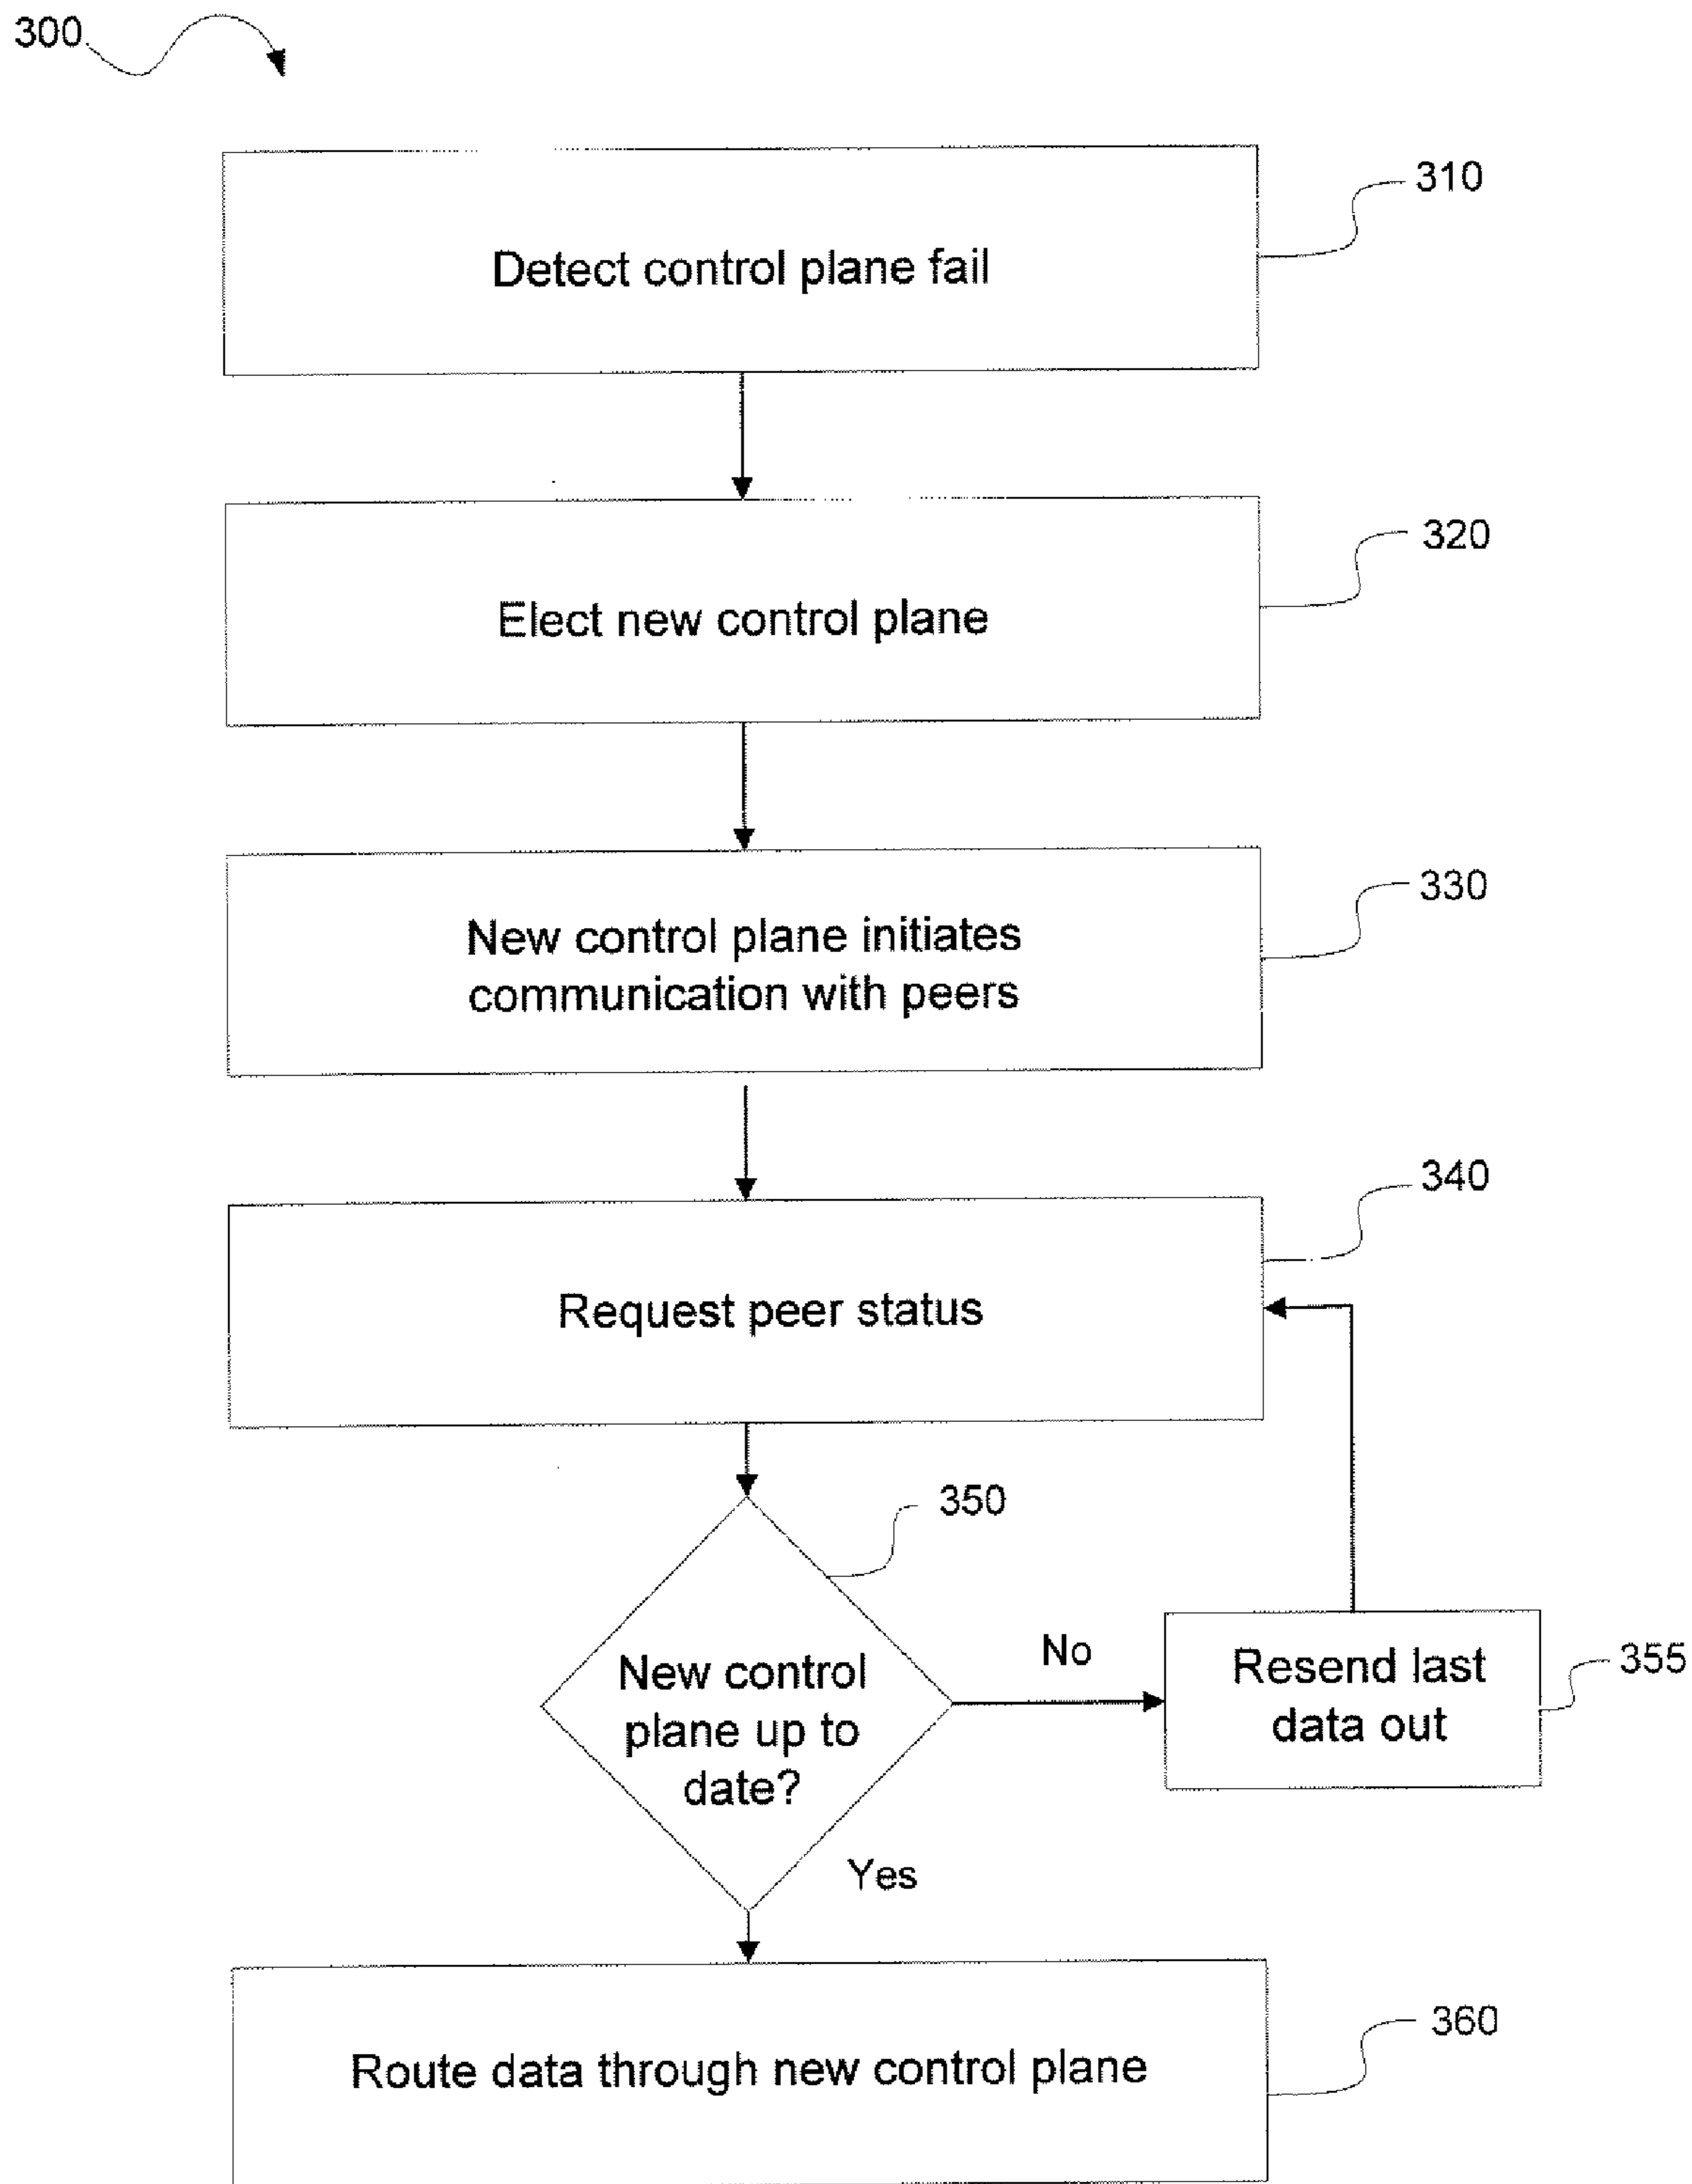 300
310
Detect control plane fail
320
Elect new control plane
330
New control plane initiates
communication with peers
340
Request peer status
350
New control
plane up to
date?
No
Resend last
data out
355
Yes
360
Route data through new control plane